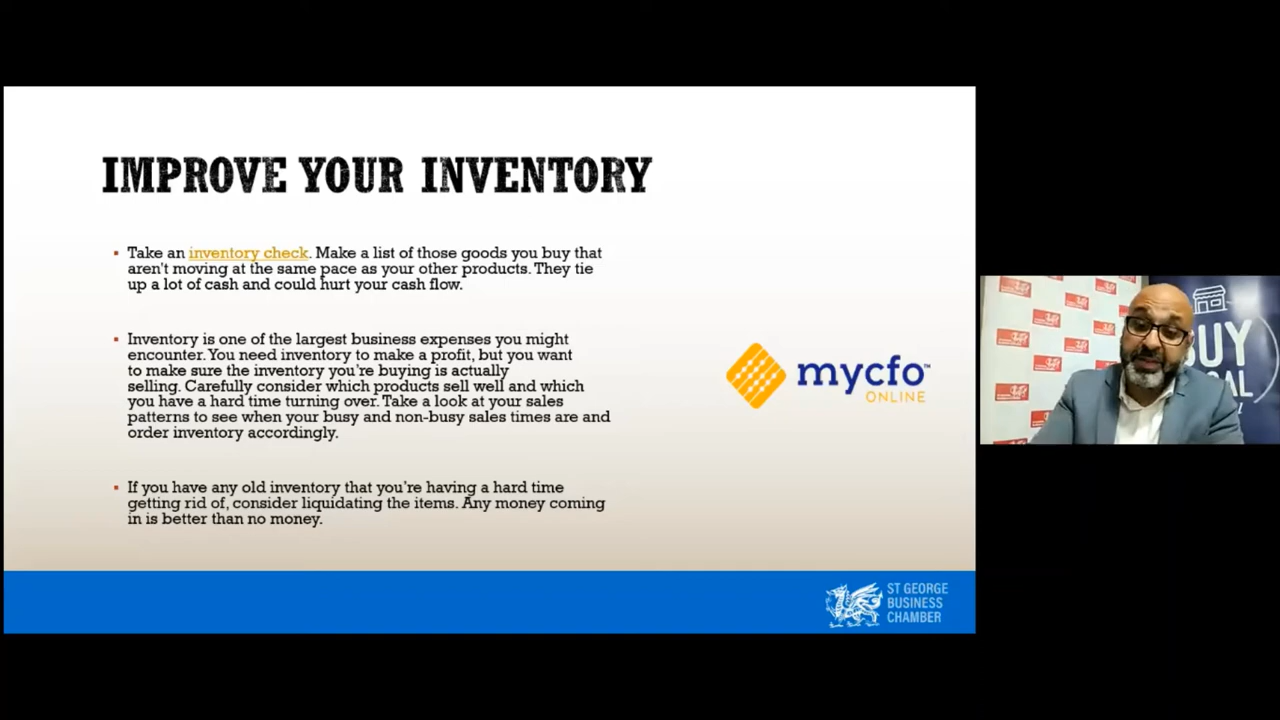 IMPROVE YOUR INVENTORY
Take an inventory check. Make a list of those goods you buy that
aren't moving at the same pace as your other products. They tie
up a lot of cash and could hurt your cash flow.
Inventory is one of the largest business expenses you might
encounter. You need inventory to make a profit, but you want
to make sure the inventory you're buying is actually
selling. Carefully consider which products sell well and which
you have a hard time turning over. Take a look at your sales
patterns to see when your busy and non-busy sales times are and
order inventory accordingly.
If you have any old inventory that you're having a hard time
getting rid of, consider liquidating the items. Any money coming
in is better than no money.
mycfo™
ONLINE
BUY
ST GEORGE
BUSINESS
CHAMBER